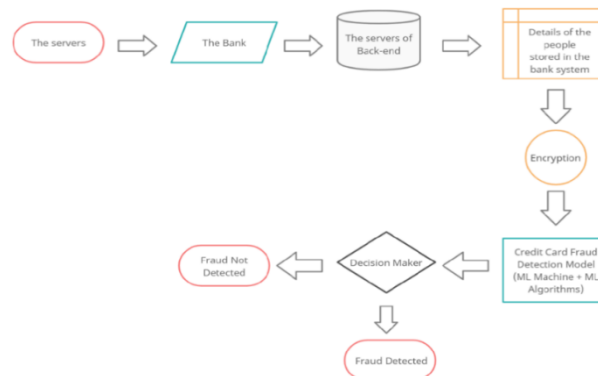 The servers
The Bank
The servers of
Back-end
Details of the
people
stored in the
bank system
Encryption
Credit Card Fraud
Detection Model
(ML Machine + ML
Algorithms)
Decision Maker
Fraud Not
Detected
Fraud Detected